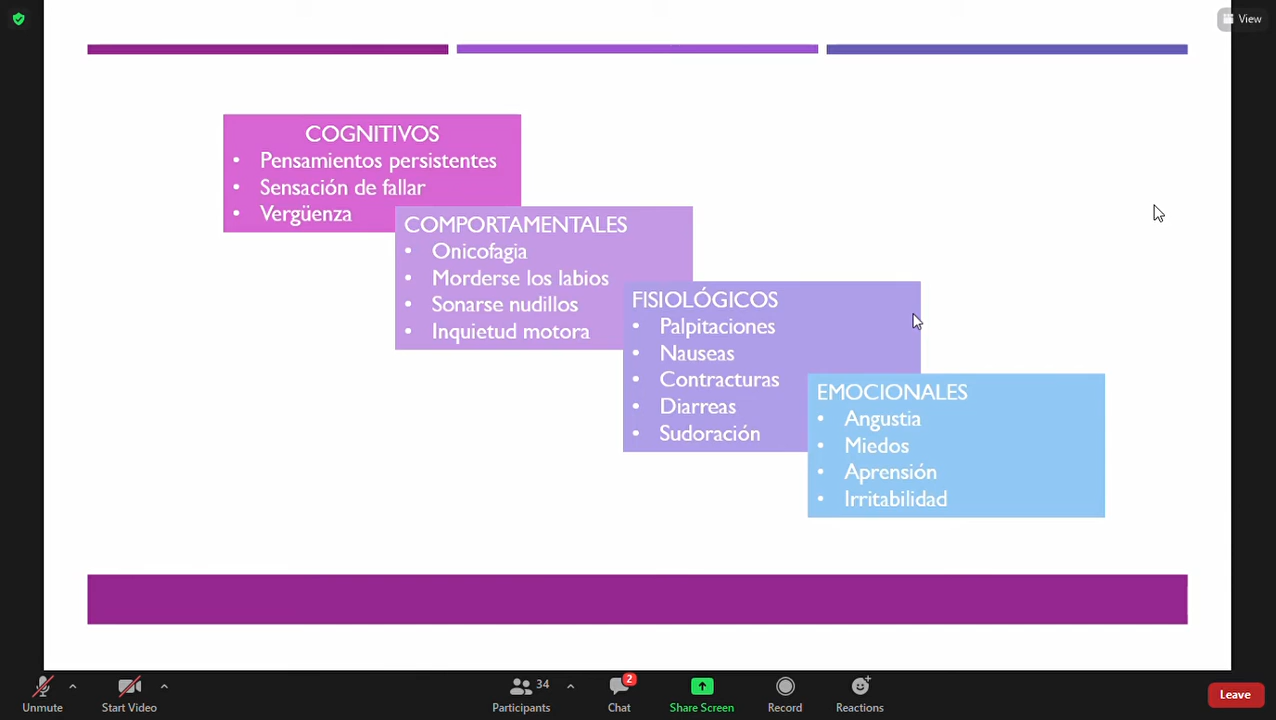 View
COGNITIVOS
• Pensamientos persistentes
• Sensación de fallar
• Vergüenza
COMPORTAMENTALES
• Onicofagia
• Morderse los labios
• Sonarse nudillos
• Inquietud motora
FISIOLÓGICOS
• Palpitaciones
• Nauseas
• Contracturas
• Diarreas
• Sudoración
EMOCIONALES
• Angustia
• Miedos
• Aprensión
• Irritabilidad
Unmute
Start Video
34
Participants
2
Chat
Share Screen
Record
Reactions
Leave